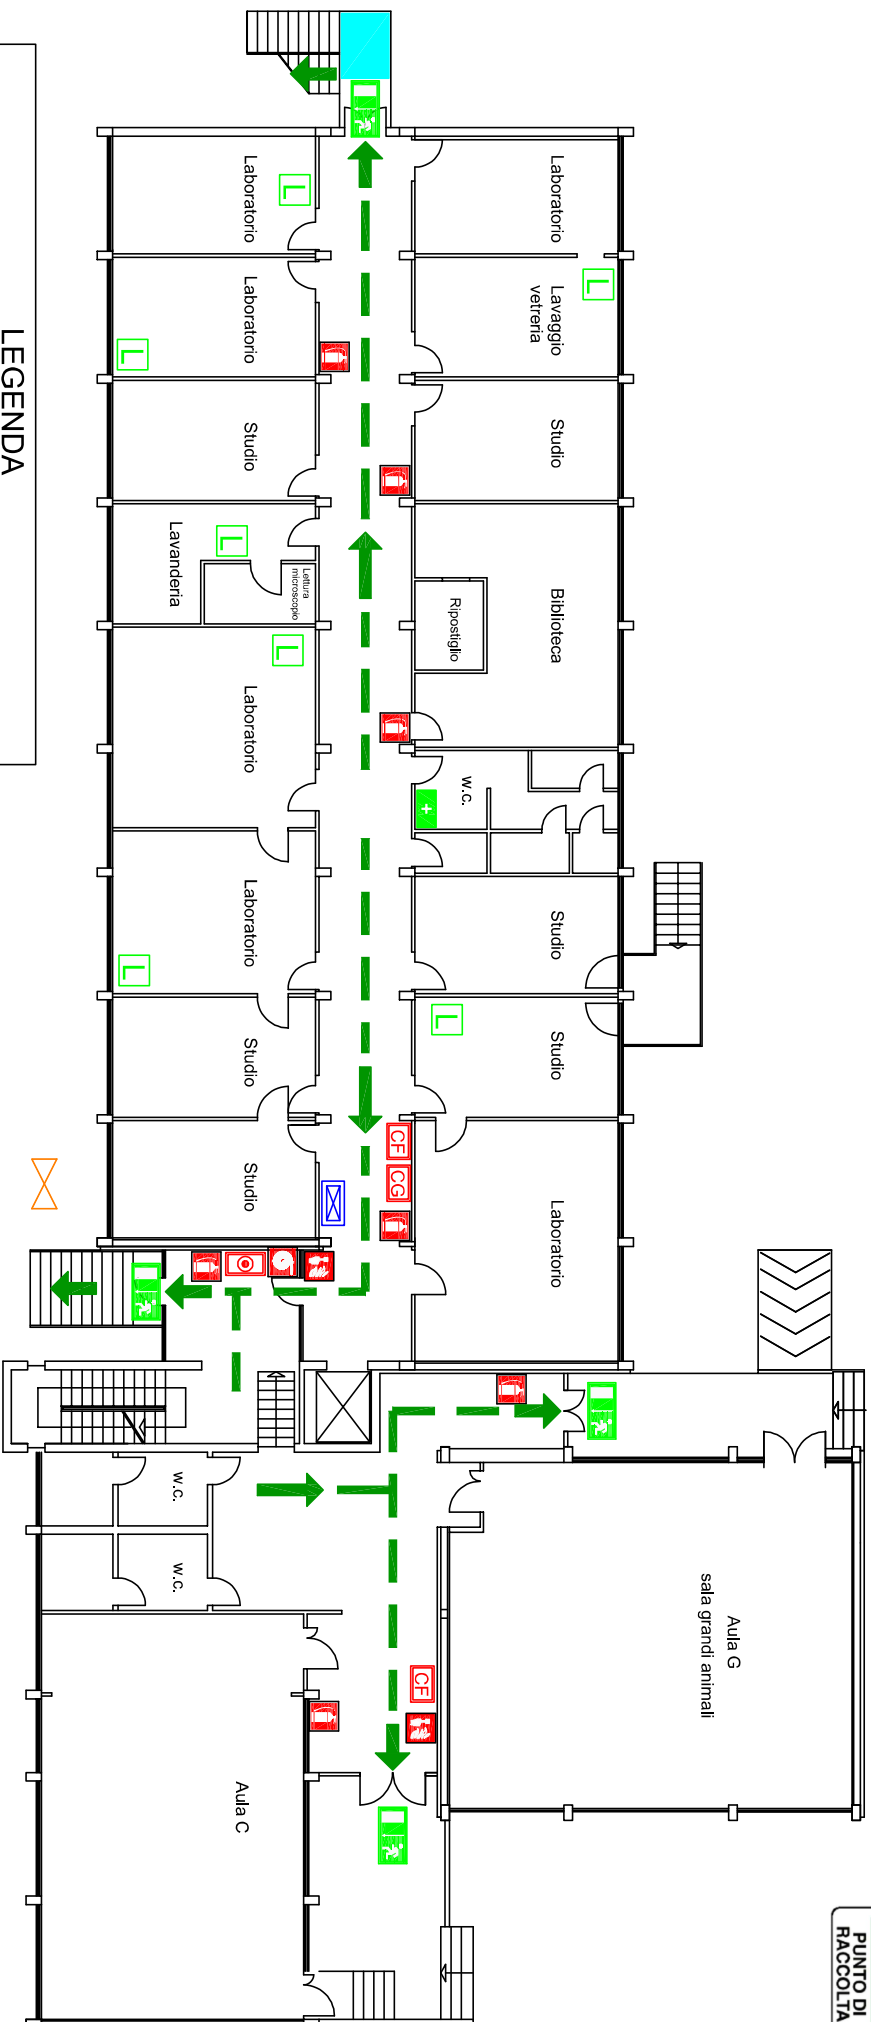 LEGENDA
PUNTO DI
RACCOLTA
Laboratorio
Lavaggio
vetreria
Studio
Biblioteca
Ripostiglio
w.c.
Studio
Studio
Laboratorio
L
L
+
CF
CG
Laboratorio
L
Laboratorio
L
Studio
Lavanderia
L
Lettura
microscopio
Laboratorio
L
Laboratorio
L
Studio
Studio
w.c.
w.c.
Aula G
sala grandi animali
CF
Aula C